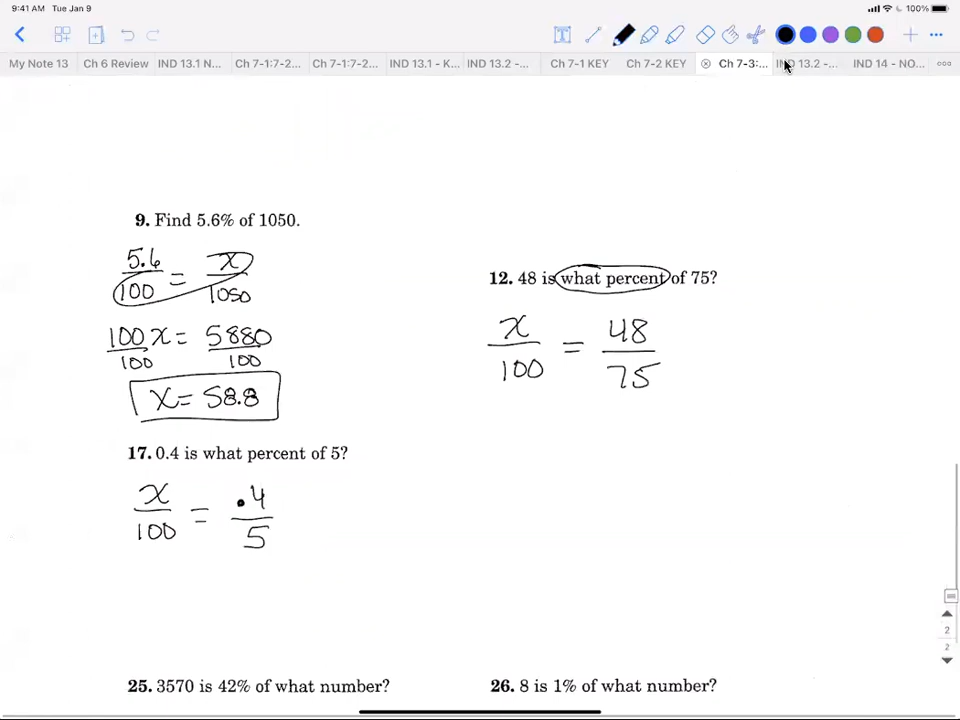 9:41 AM Tue Jan 9
100%
My Note 13
Ch 6 Review
IND 13.1 N...
Ch 7-1:7-2...
Ch 7-1:7-2...
IND 13.1 - K...
IND 13.2 -...
Ch 7-1 KEY
Ch 7-2 KEY
Ch 7-3:...
IND 13.2 -...
IND 14 - NO...
9. Find 5.6% of 1050.
5.6/100 = x/1050
100x/100 = 5880/100
x = 58.8
12. 48 is what percent of 75?
x/100 = 48/75
17. 0.4 is what percent of 5?
x/100 = .4/5
25. 3570 is 42% of what number?
26. 8 is 1% of what number?
2
2